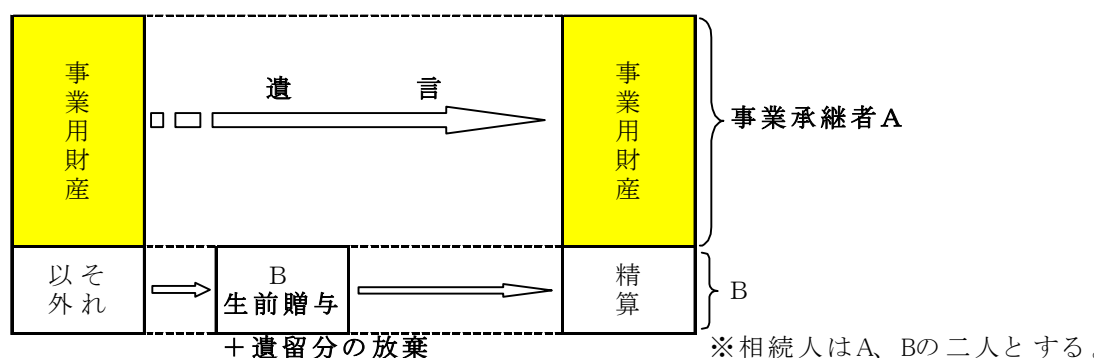 事業用財産
遺言
事業用財産
事業承継者A
それ以外
B
生前贈与
精算
B
＋遺留分の放棄
※相続人はA、Bの二人とする。